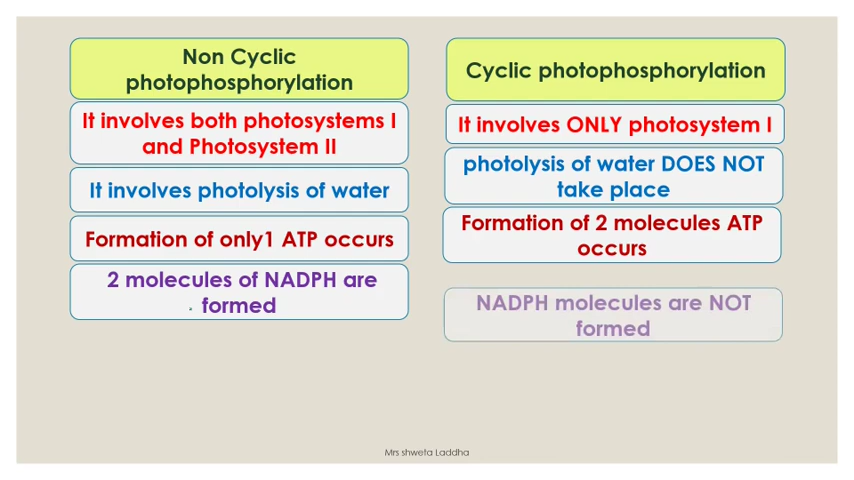 Non Cyclic
photophosphorylation
It involves both photosystems I
and Photosystem II
It involves photolysis of water
Formation of only1 ATP occurs
2 molecules of NADPH are
formed
Cyclic photophosphorylation
It involves ONLY photosystem I
photolysis of water DOES NOT
take place
Formation of 2 molecules ATP
occurs
NADPH molecules are NOT
formed
Mrs shweta Laddha